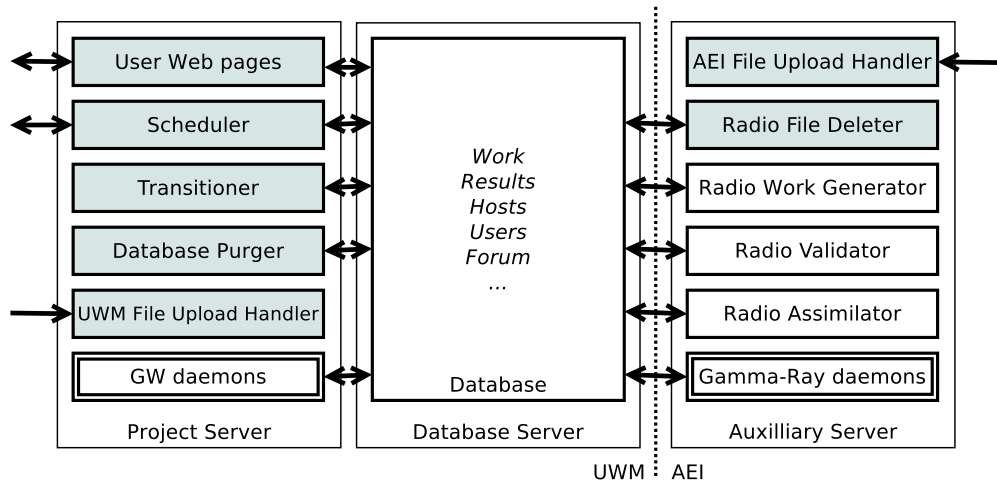 User Web pages
Scheduler
Transitioner
Database Purger
UWM File Upload Handler
GW daemons
Project Server
Work
Results
Hosts
Users
Forum
...
Database
Database Server
AEI File Upload Handler
Radio File Deleter
Radio Work Generator
Radio Validator
Radio Assimilator
Gamma-Ray daemons
Auxilliary Server
UWM
AEI